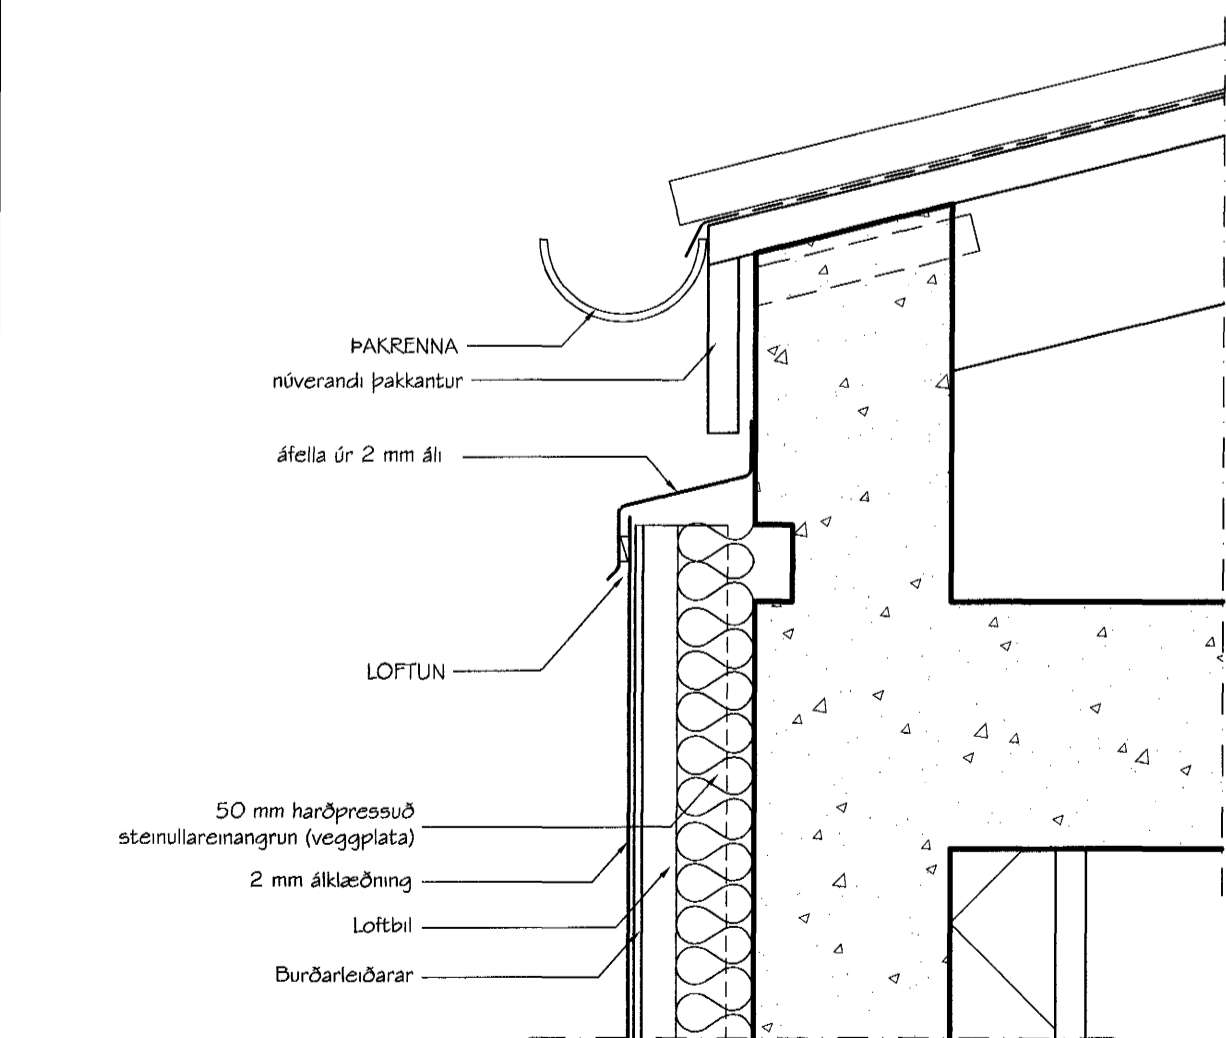 ÞAKRENNA
núverandi þakkantur
áfella úr 2 mm áli
LOFTUN
50 mm harðpressuð
steinullareinangrun (veggplata)
2 mm álklæðning
Loftbil
Burðarleiðarar